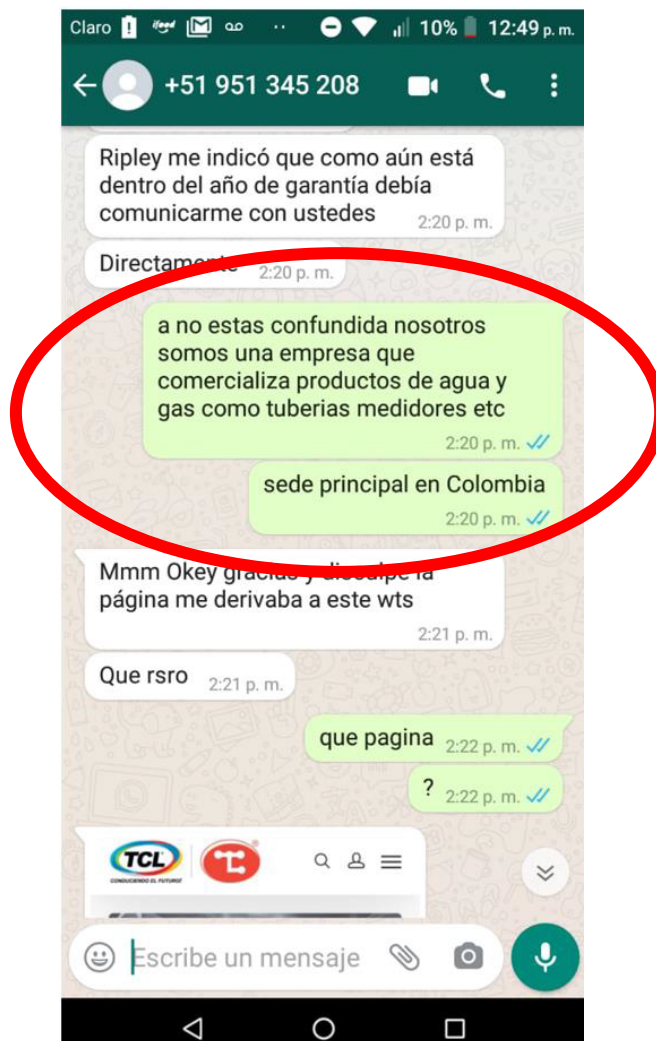 Claro ifood 10% 12:49 p. m.
+51 951 345 208
Ripley me indicó que como aún está
dentro del año de garantía debía
comunicarme con ustedes 2:20 p. m.
Directamente 2:20 p. m.
a no estas confundida nosotros
somos una empresa que
comercializa productos de agua y
gas como tuberias medidores etc
2:20 p. m.
sede principal en Colombia
2:20 p. m.
Mmm Okey gracias y disculpe la
página me derivaba a este wts
2:21 p. m.
Que rsro 2:21 p. m.
que pagina 2:22 p. m.
? 2:22 p. m.
TCL
CONDUCIENDO EL FUTURO!
Escribe un mensaje